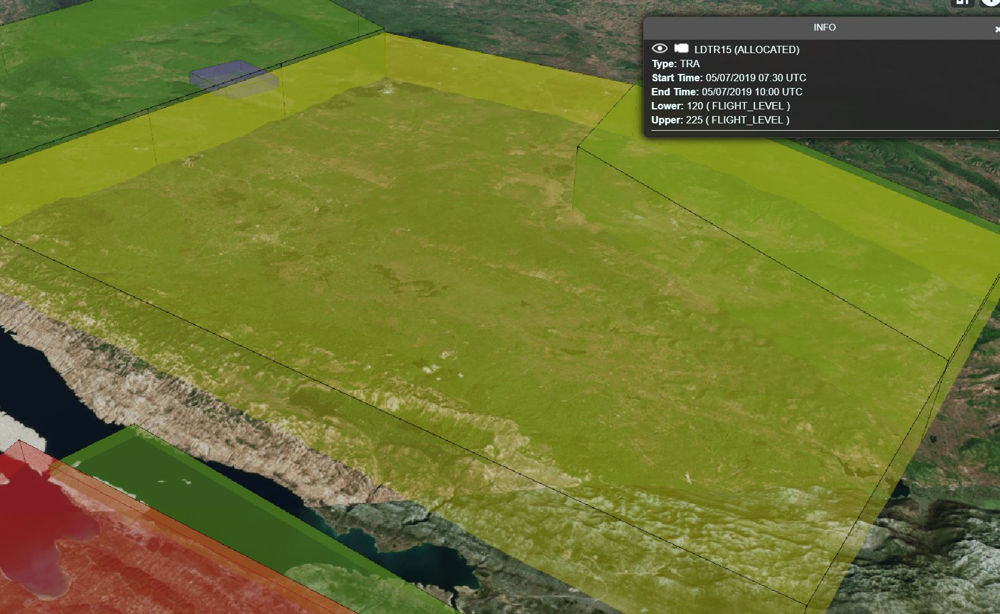 INFO
LDTR15 (ALLOCATED)
Type: TRA
Start Time: 05/07/2019 07:30 UTC
End Time: 05/07/2019 10:00 UTC
Lower: 120 ( FLIGHT_LEVEL )
Upper: 225 ( FLIGHT_LEVEL )